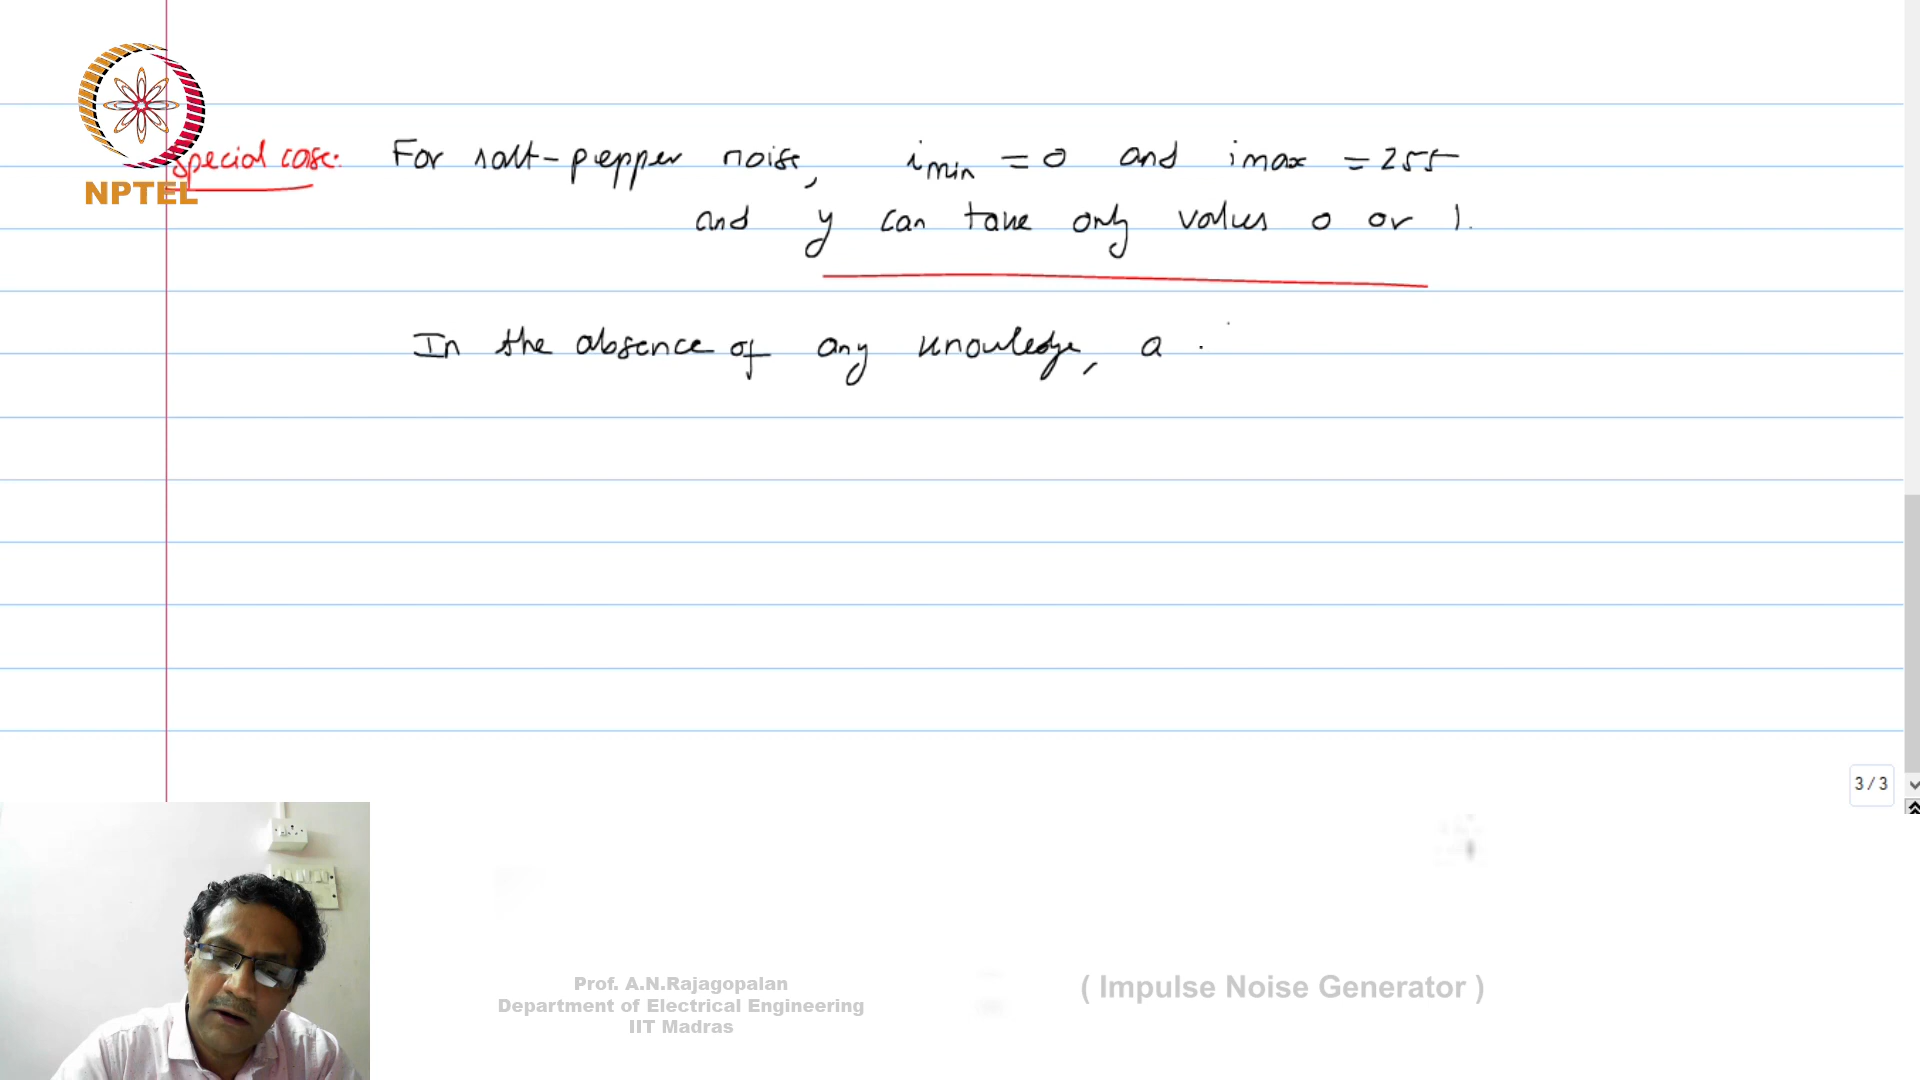 special case: For salt-pepper noise, imin = 0 and imax = 255
and y can take only values 0 or 1.
In the absence of any knowledge, a
NPTEL
3 / 3
Prof. A.N.Rajagopalan
Department of Electrical Engineering
IIT Madras
( Impulse Noise Generator )